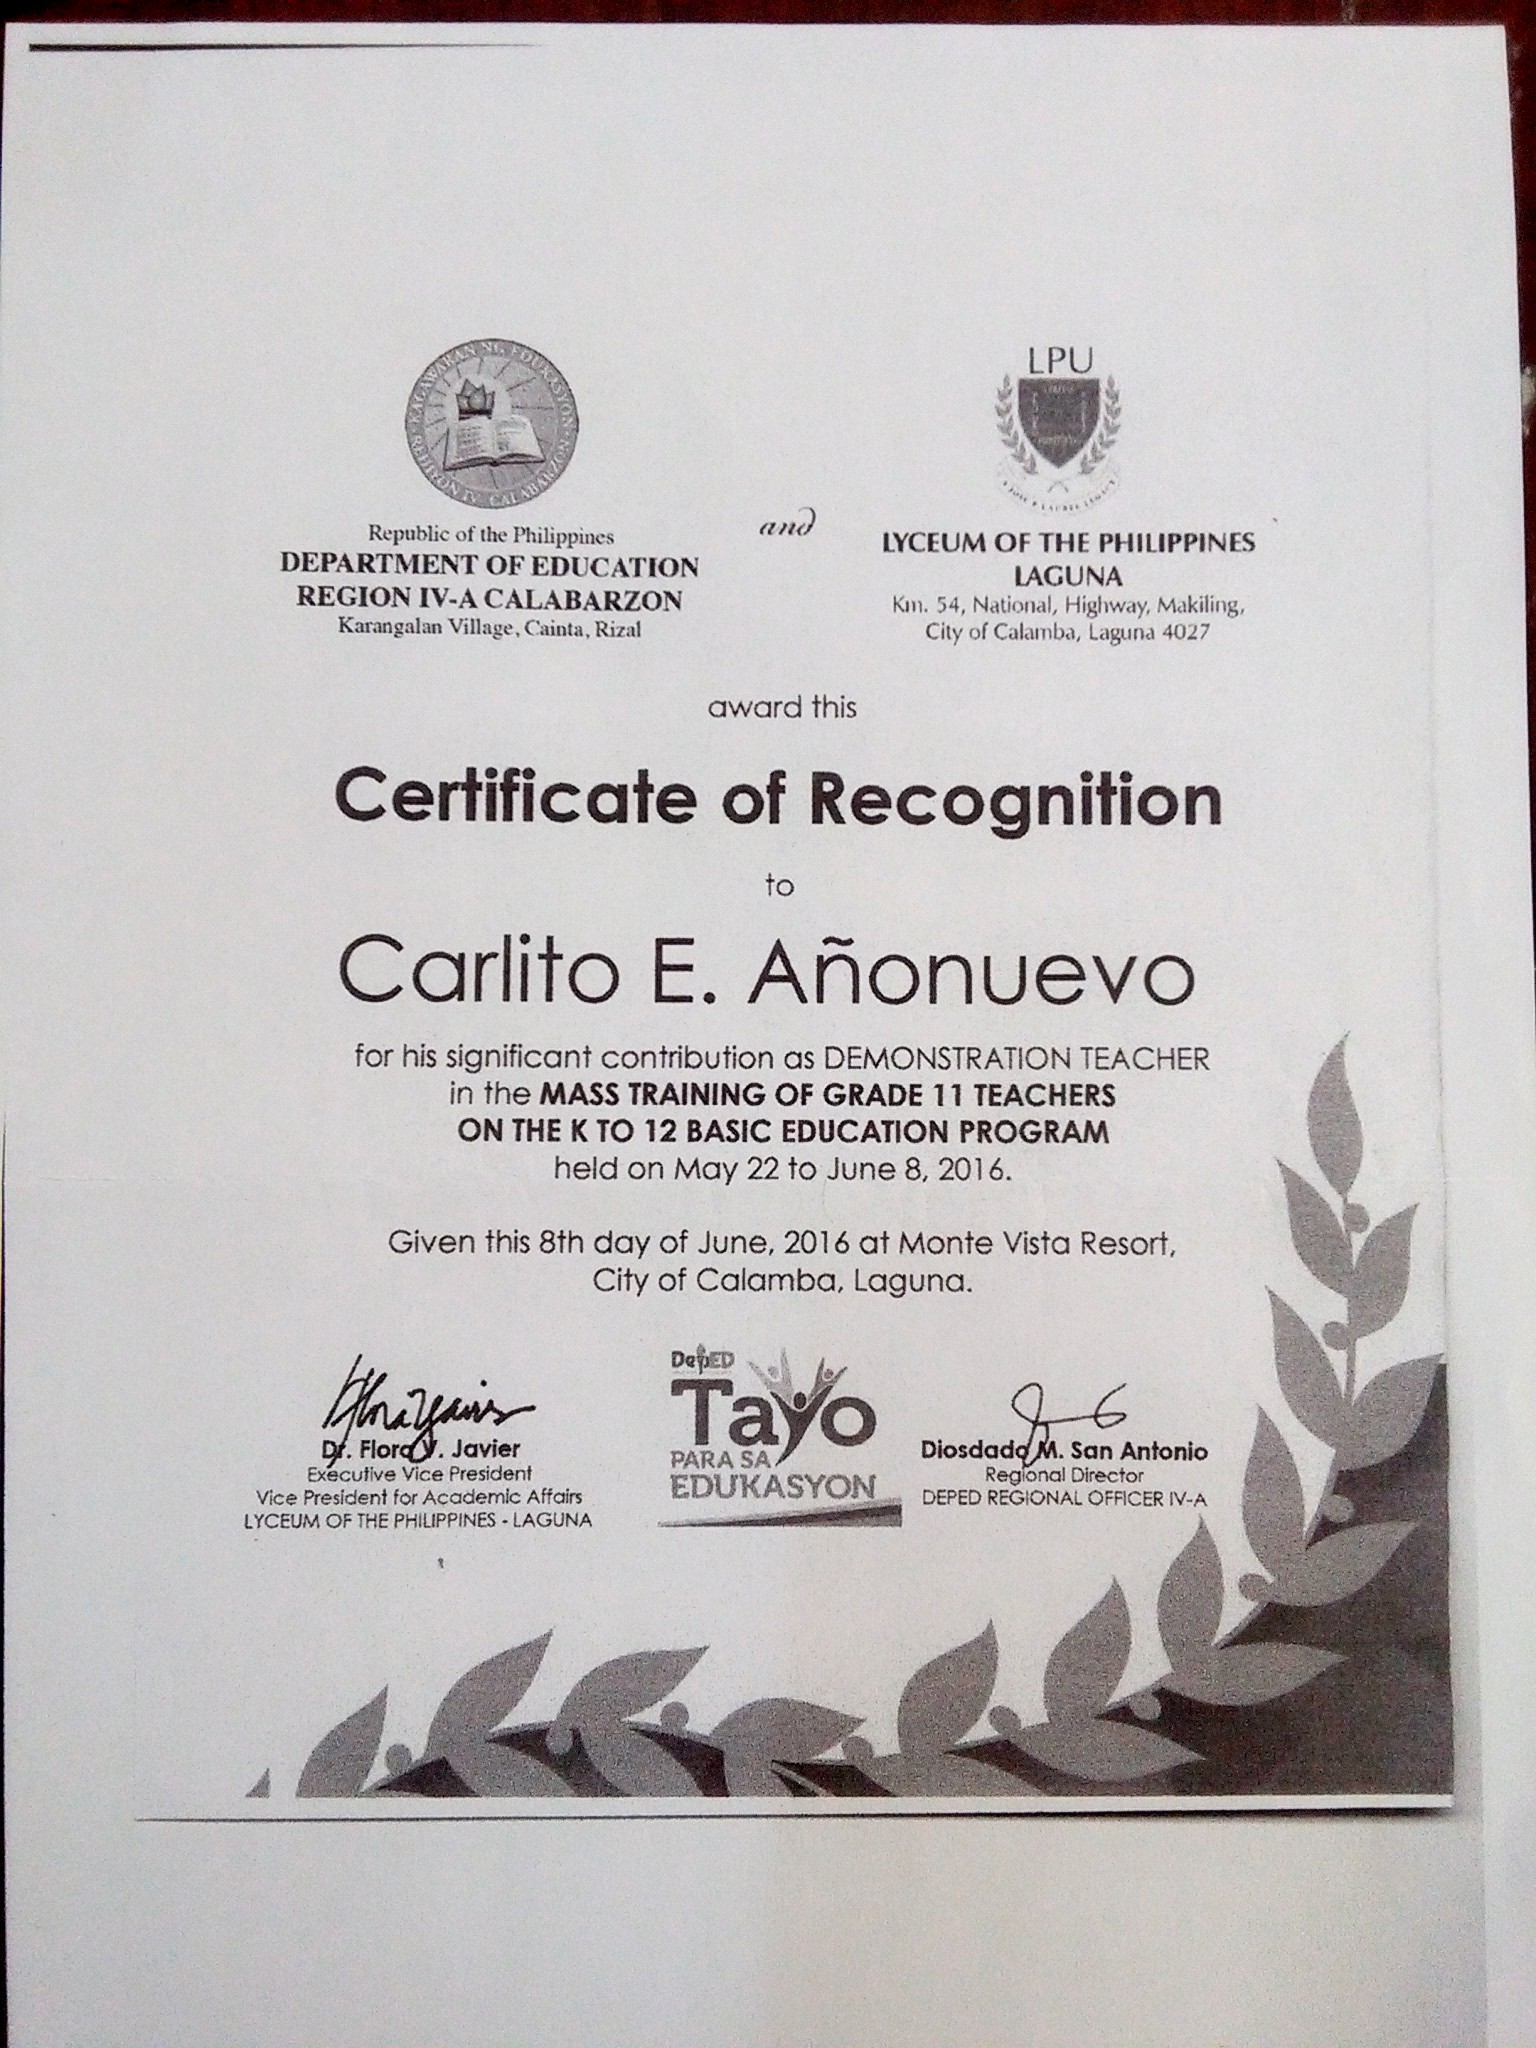 KAGAWARAN NG EDUKASYON
REHIYON IV CALABARZON
Republic of the Philippines
DEPARTMENT OF EDUCATION
REGION IV-A CALABARZON
Karangalan Village, Cainta, Rizal
and
LPU
LYCEUM OF THE PHILIPPINES
LAGUNA
Km. 54, National, Highway, Makiling,
City of Calamba, Laguna 4027
award this
Certificate of Recognition
to
Carlito E. Añonuevo
for his significant contribution as DEMONSTRATION TEACHER
in the MASS TRAINING OF GRADE 11 TEACHERS
ON THE K TO 12 BASIC EDUCATION PROGRAM
held on May 22 to June 8, 2016.
Given this 8th day of June, 2016 at Monte Vista Resort,
City of Calamba, Laguna.
Dr. Flora V. Javier
Executive Vice President
Vice President for Academic Affairs
LYCEUM OF THE PHILIPPINES - LAGUNA
DepED
Tayo
PARA SA
EDUKASYON
Diosdado M. San Antonio
Regional Director
DEPED REGIONAL OFFICER IV-A